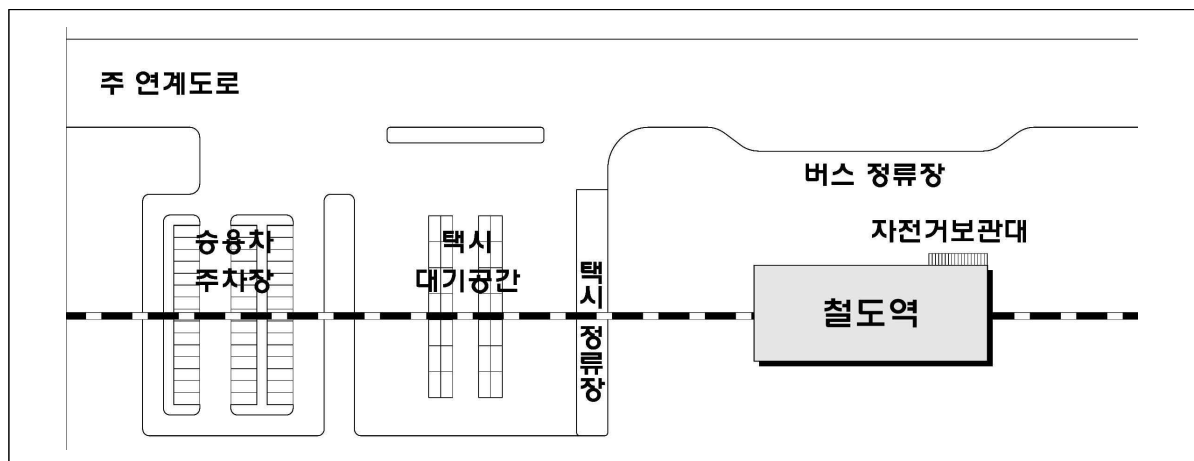 주 연계도로
버스 정류장
자전거보관대
승용차
주차장
택시
대기공간
택시 정류장
철도역